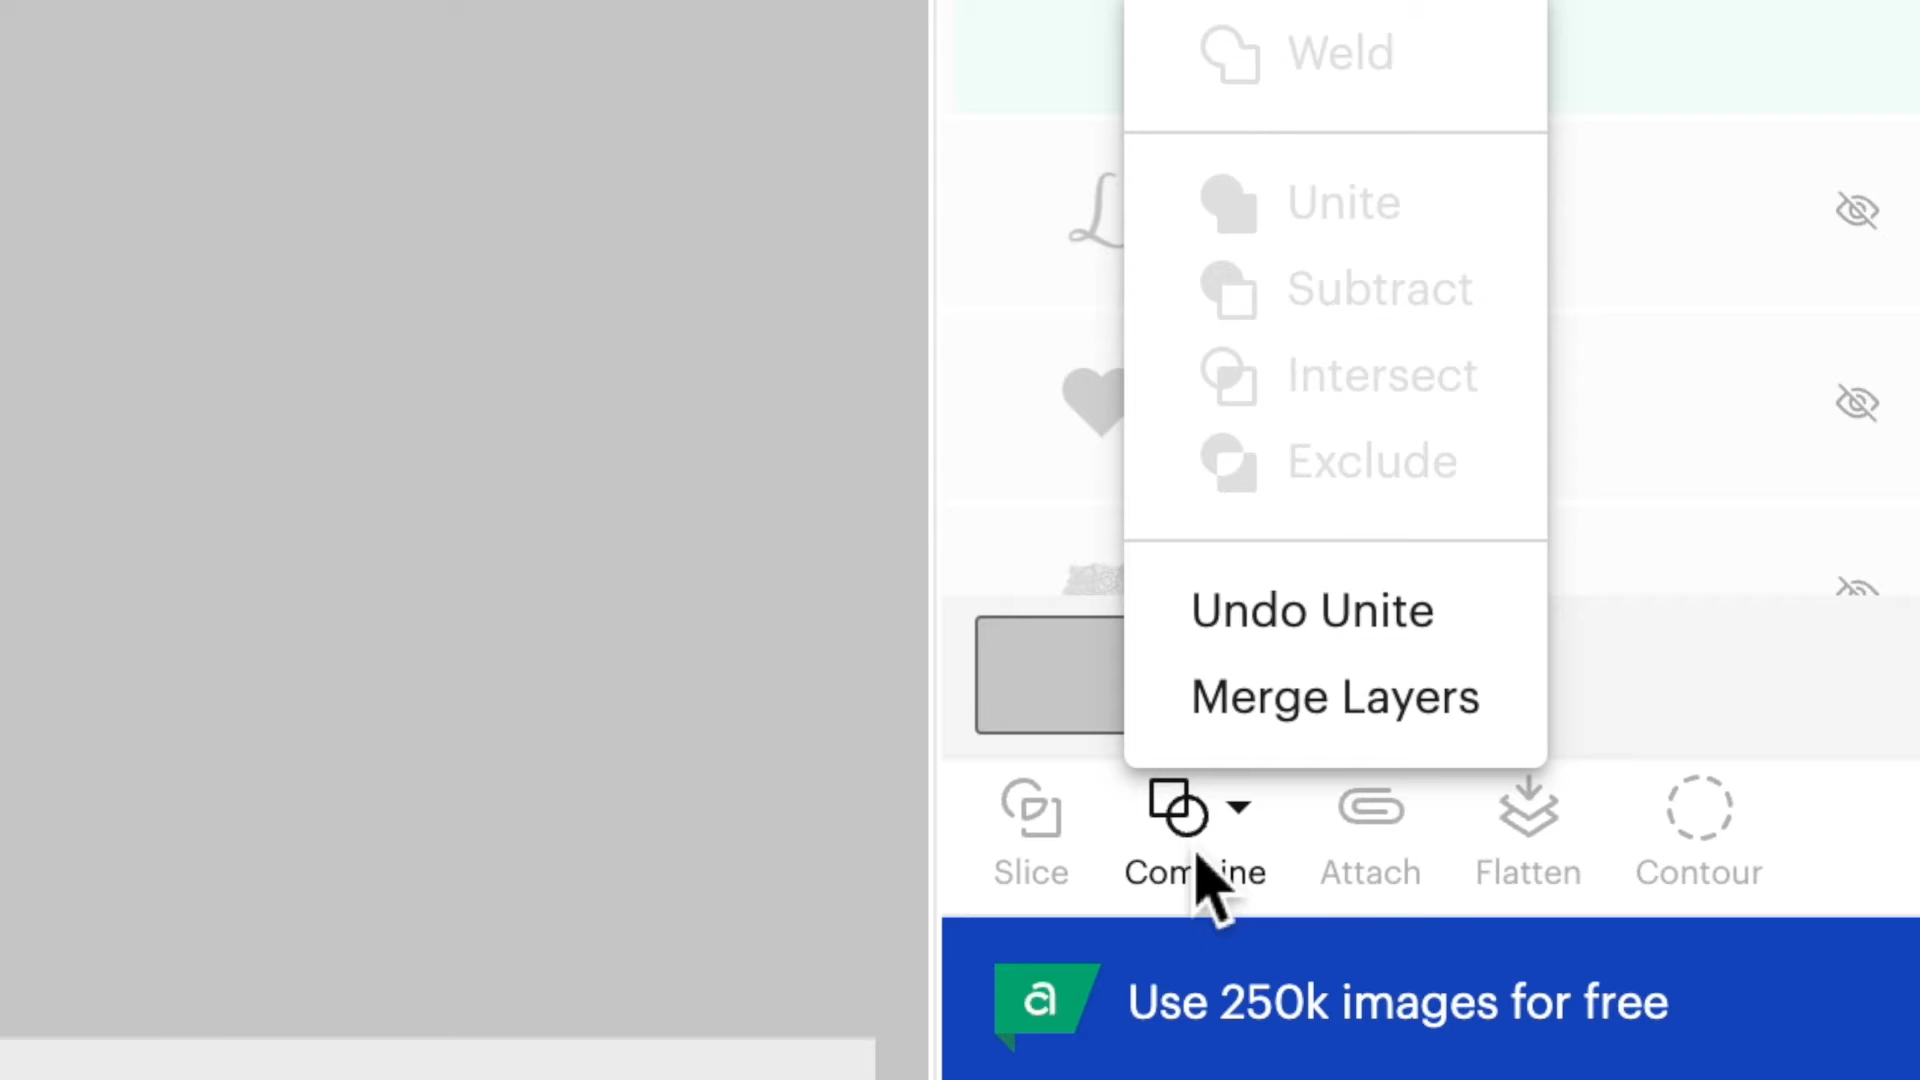 Weld
L
Unite
Subtract
Intersect
Exclude
Undo Unite
Merge Layers
Slice
Combine
Attach
Flatten
Contour
a
Use 250k images for free